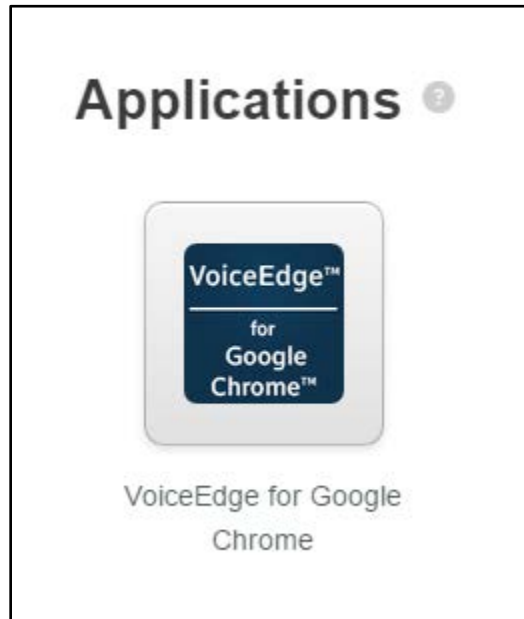 Applications ?
VoiceEdge™
for
Google
Chrome™
VoiceEdge for Google
Chrome